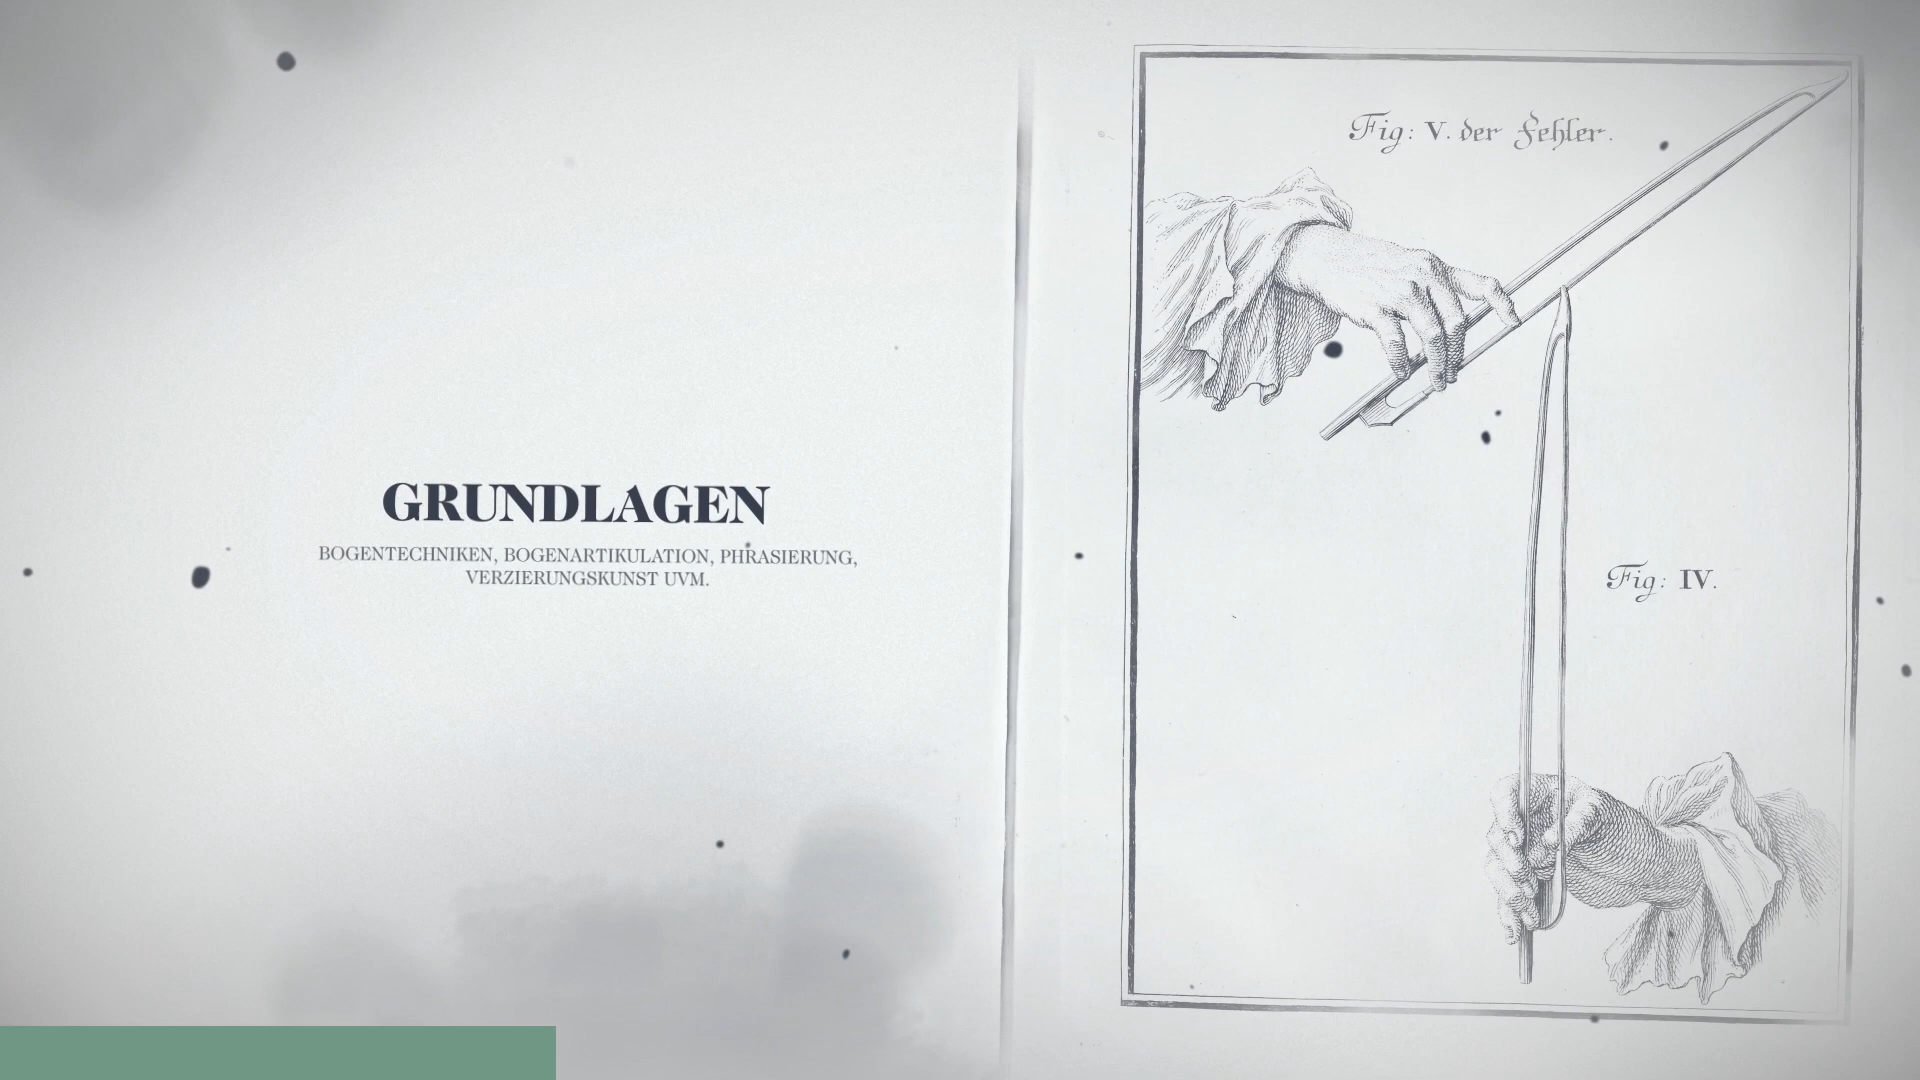 GRUNDLAGEN
BOGENTECHNIKEN, BOGENARTIKULATION, PHRASIERUNG,
VERZIERUNGSKUNST UVM.
Fig: V. der Fehler.
Fig: IV.